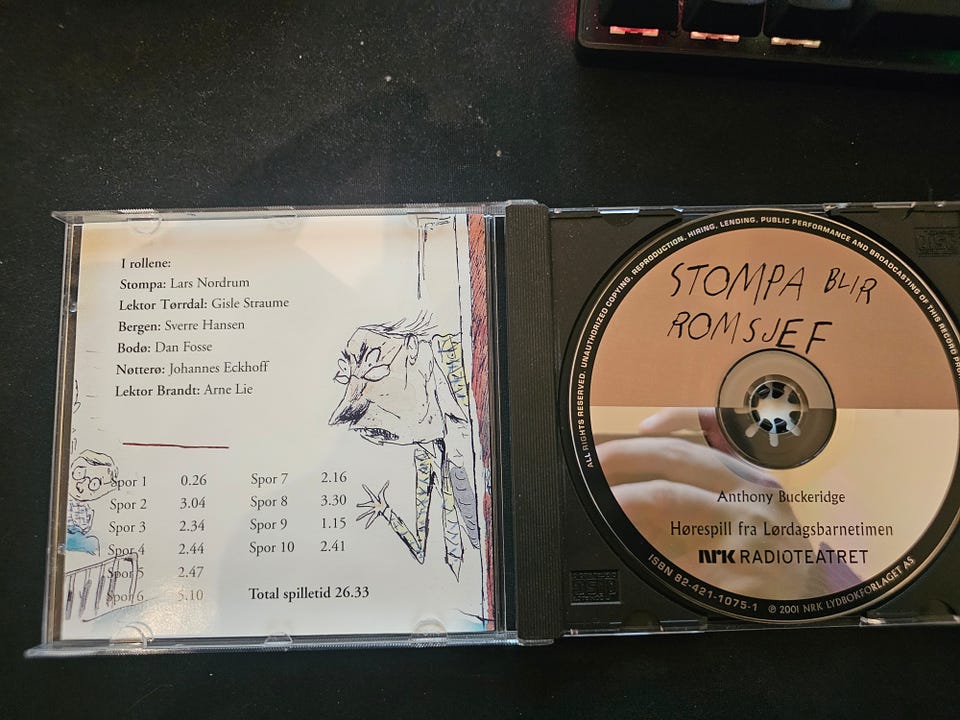 I rollene:
Stompa: Lars Nordrum
Lektor Tørrdal: Gisle Straume
Bergen: Sverre Hansen
Bodø: Dan Fosse
Nøtterø: Johannes Eckhoff
Lektor Brandt: Arne Lie
Spor 1 0.26
Spor 2 3.04
Spor 3 2.34
Spor 4 2.44
Spor 5 2.47
Spor 6 5.10
Spor 7 2.16
Spor 8 3.30
Spor 9 1.15
Spor 10 2.41
Total spilletid 26.33
ALL RIGHTS RESERVED. UNAUTHORIZED COPYING, REPRODUCTION, HIRING, LENDING, PUBLIC PERFORMANCE AND BROADCASTING OF THIS RECORD
STOMPA BLIR
ROMSJEF
Anthony Buckeridge
Hørespill fra Lørdagsbarnetimen
NRK RADIOTEATRET
ISBN 82-421-1075-1 ℗ 2001 NRK LYDBOKFORLAGET AS